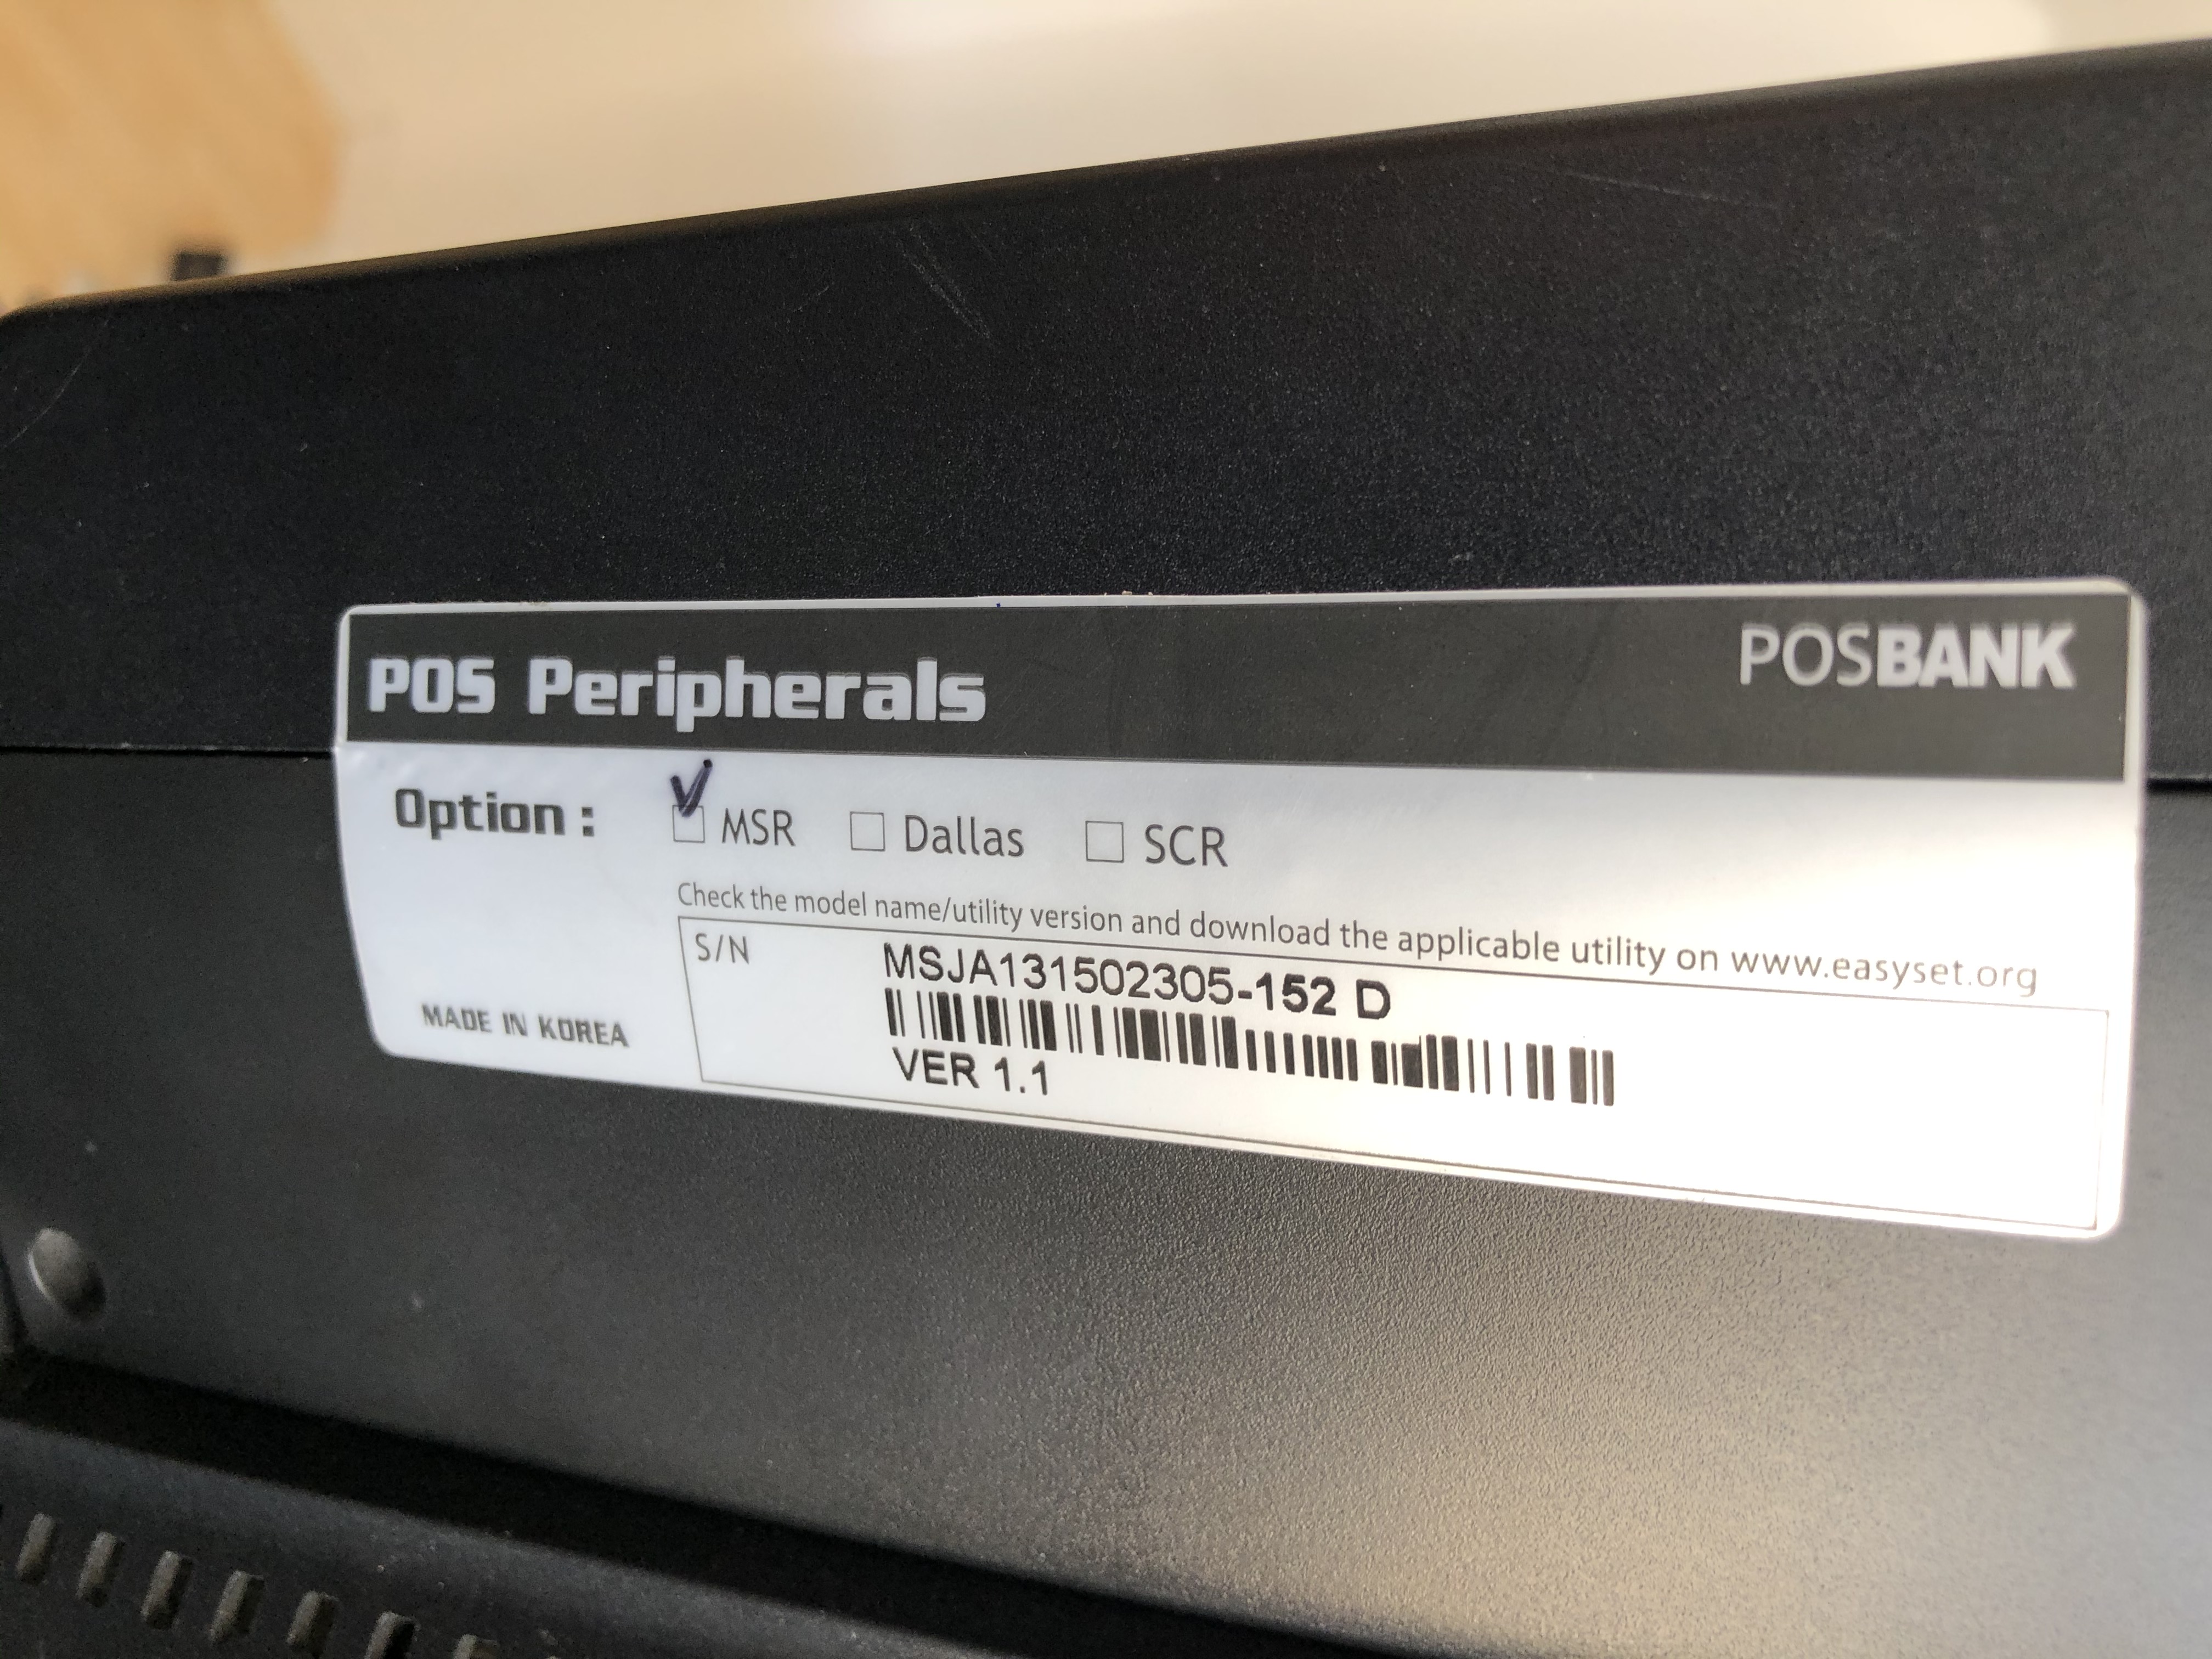 POS Peripherals
POSBANK
Option : MSR Dallas SCR
Check the model name/utility version and download the applicable utility on www.easyset.org
S/N MSJA131502305-152 D
VER 1.1
MADE IN KOREA